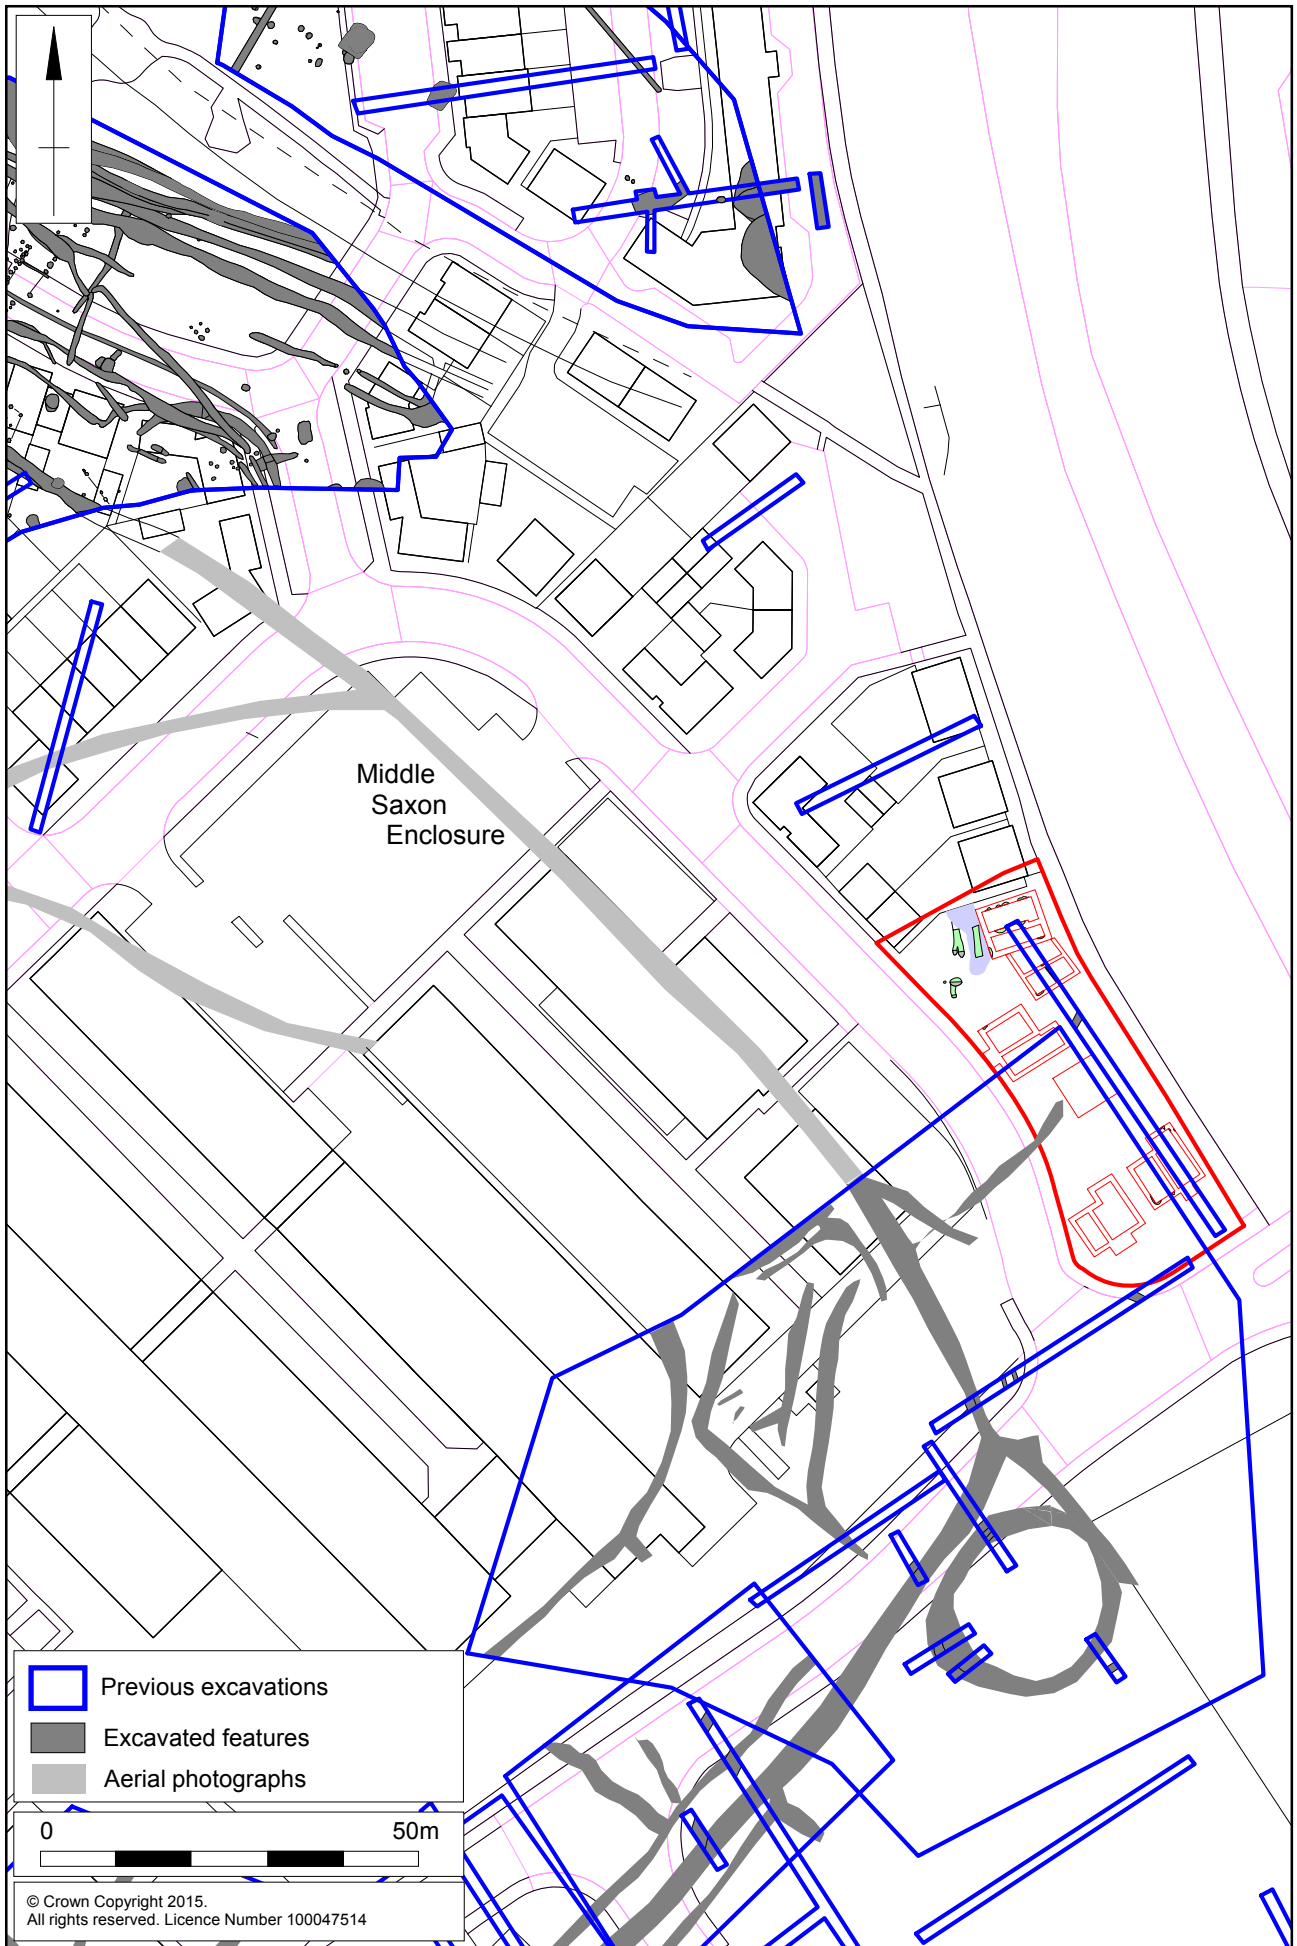 Middle
Saxon
Enclosure
Previous excavations
Excavated features
Aerial photographs
0 50m
© Crown Copyright 2015.
All rights reserved. Licence Number 100047514